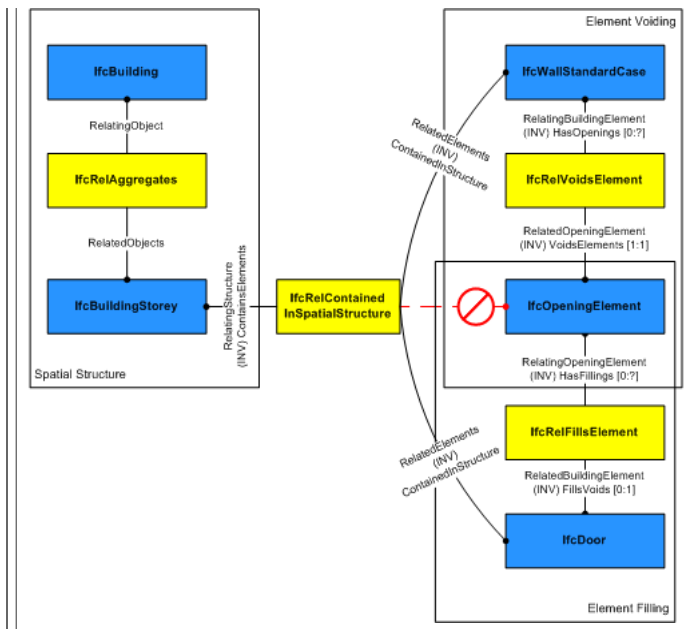 Element Voiding
IfcBuilding
IfcWallStandardCase
RelatingObject
RelatingBuildingElement
(INV) HasOpenings [0:?]
RelatedElements
(INV)
ContainedInStructure
IfcRelAggregates
IfcRelVoidsElement
RelatedObjects
RelatedOpeningElement
(INV) VoidsElements [1:1]
IfcBuildingStorey
RelatingStructure
(INV) ContainsElements
IfcRelContained
InSpatialStructure
IfcOpeningElement
Spatial Structure
RelatingOpeningElement
(INV) HasFillings [0:?]
RelatedElements
(INV)
ContainedInStructure
IfcRelFillsElement
RelatedBuildingElement
(INV) FillsVoids [0:1]
IfcDoor
Element Filling